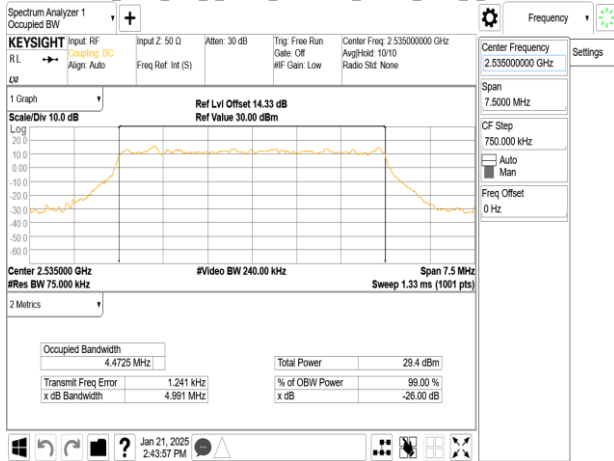 Spectrum Analyzer 1
Occupied BW
Frequency
KEYSIGHT
Input: RF
Input Z: 50 Ω
Atten: 30 dB
Trig: Free Run
Center Freq: 2.535000000 GHz
RL
Coupling: DC
Gate: Off
Avg|Hold: 10/10
Align: Auto
Freq Ref: Int (S)
#IF Gain: Low
Radio Std: None
LXI
Center Frequency
2.535000000 GHz
Settings
Span
7.5000 MHz
CF Step
750.000 kHz
Auto
Man
Freq Offset
0 Hz
1 Graph
Ref Lvl Offset 14.33 dB
Scale/Div 10.0 dB
Ref Value 30.00 dBm
Log
20.0
10.0
0.00
-10.0
-20.0
-30.0
-40.0
-50.0
-60.0
Center 2.535000 GHz
#Video BW 240.00 kHz
Span 7.5 MHz
#Res BW 75.000 kHz
Sweep 1.33 ms (1001 pts)
2 Metrics
Occupied Bandwidth
4.4725 MHz
Total Power
29.4 dBm
Transmit Freq Error
1.241 kHz
% of OBW Power
99.00 %
x dB Bandwidth
4.991 MHz
x dB
-26.00 dB
?
Jan 21, 2025
2:43:57 PM